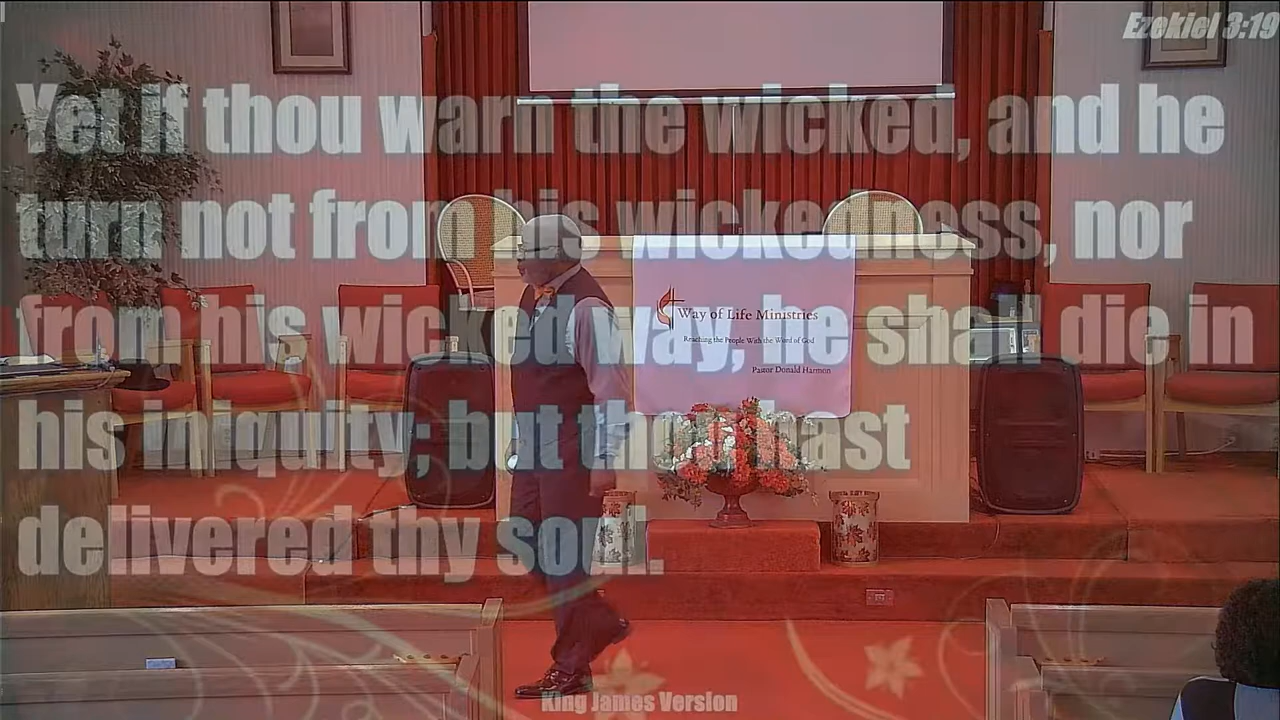 Ezekiel 3:19
Yet if thou warn the wicked, and he
turn not from his wickedness, nor
from his wicked way, he shall die in
his iniquity; but thou hast
delivered thy soul.
Way of Life Ministries
Reaching the People With the Word of God
Pastor Donald Harmon
King James Version